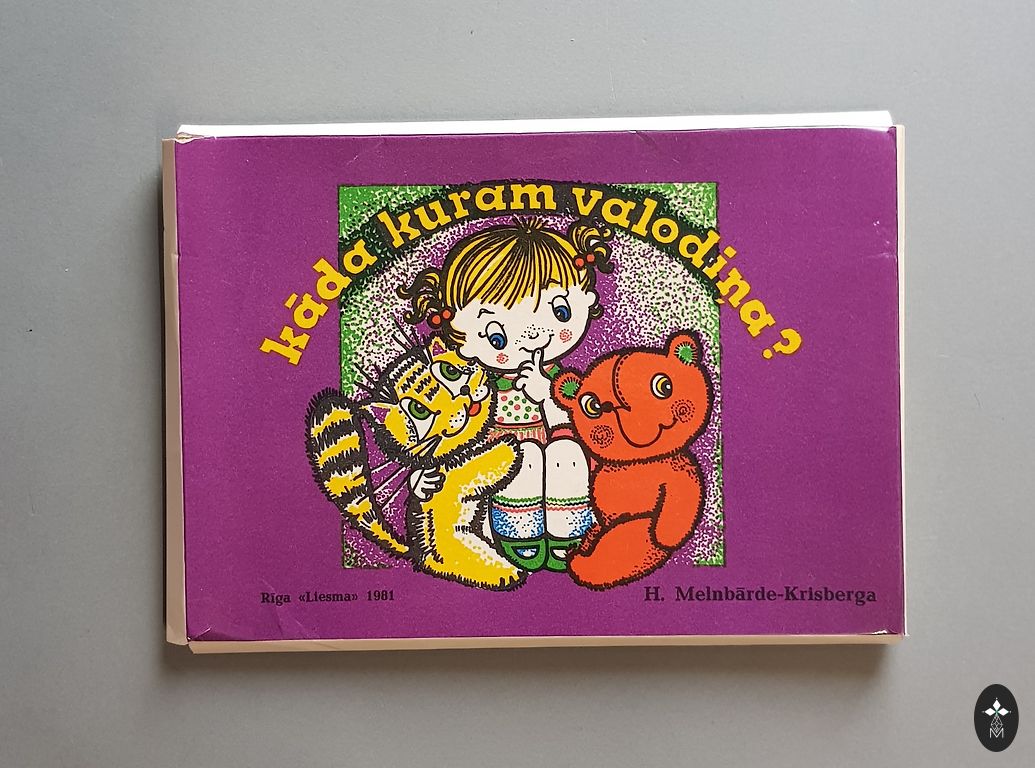 kāda kuram valodiņa?
Rīga «Liesma» 1981
H. Melnbārde-Krisberga
M